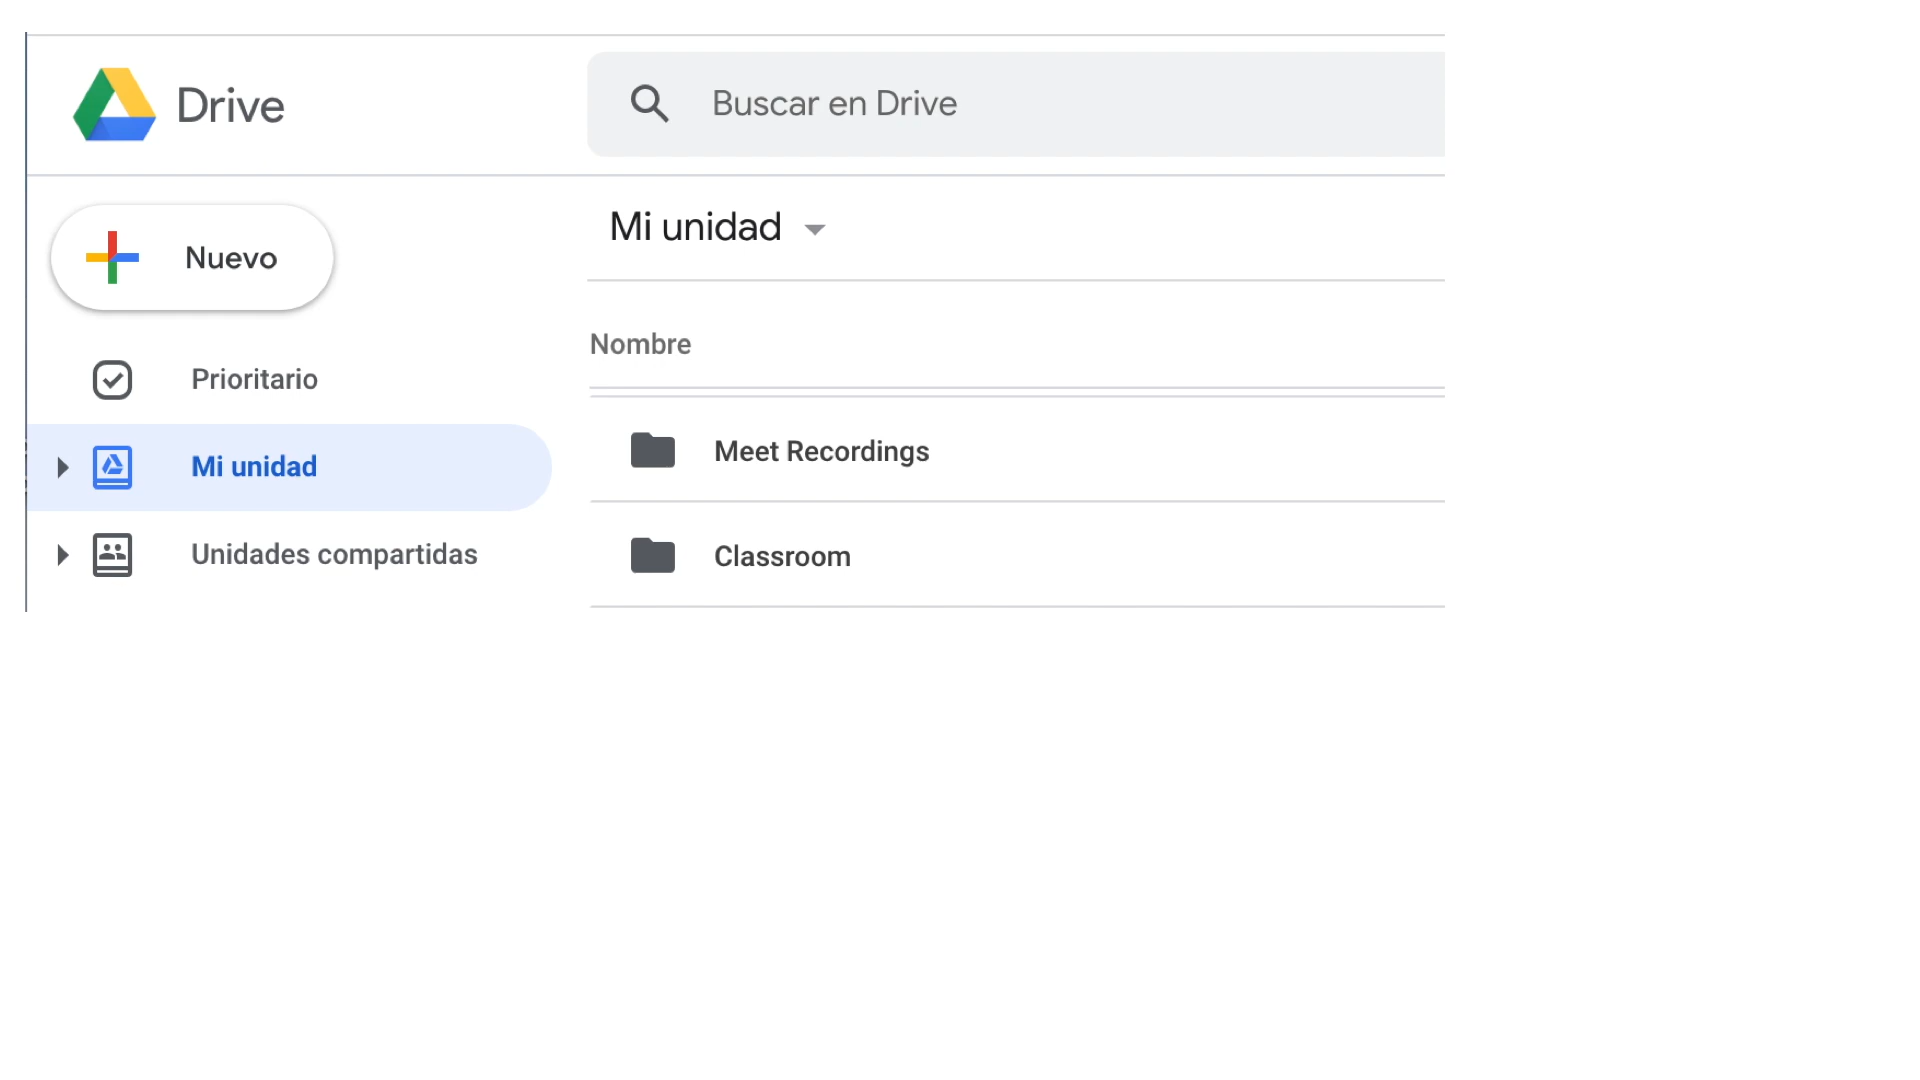 Drive
Buscar en Drive
Nuevo
Mi unidad
Nombre
Prioritario
Mi unidad
Unidades compartidas
Meet Recordings
Classroom